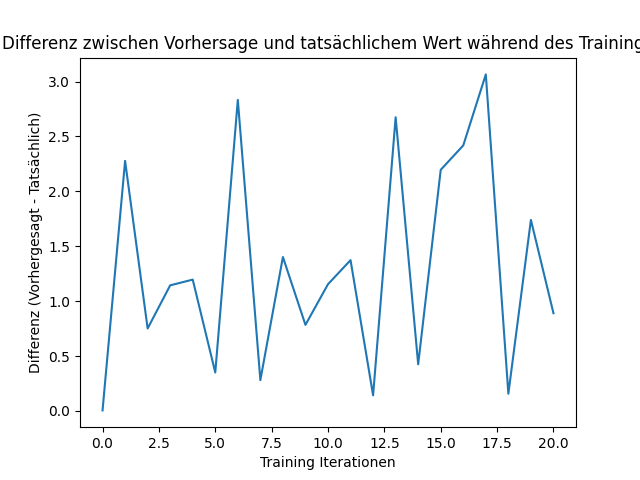 Differenz zwischen Vorhersage und tatsächlichem Wert während des Training
Differenz (Vorhergesagt - Tatsächlich)
3.0
2.5
2.0
1.5
1.0
0.5
0.0
0.0 2.5 5.0 7.5 10.0 12.5 15.0 17.5 20.0
Training Iterationen